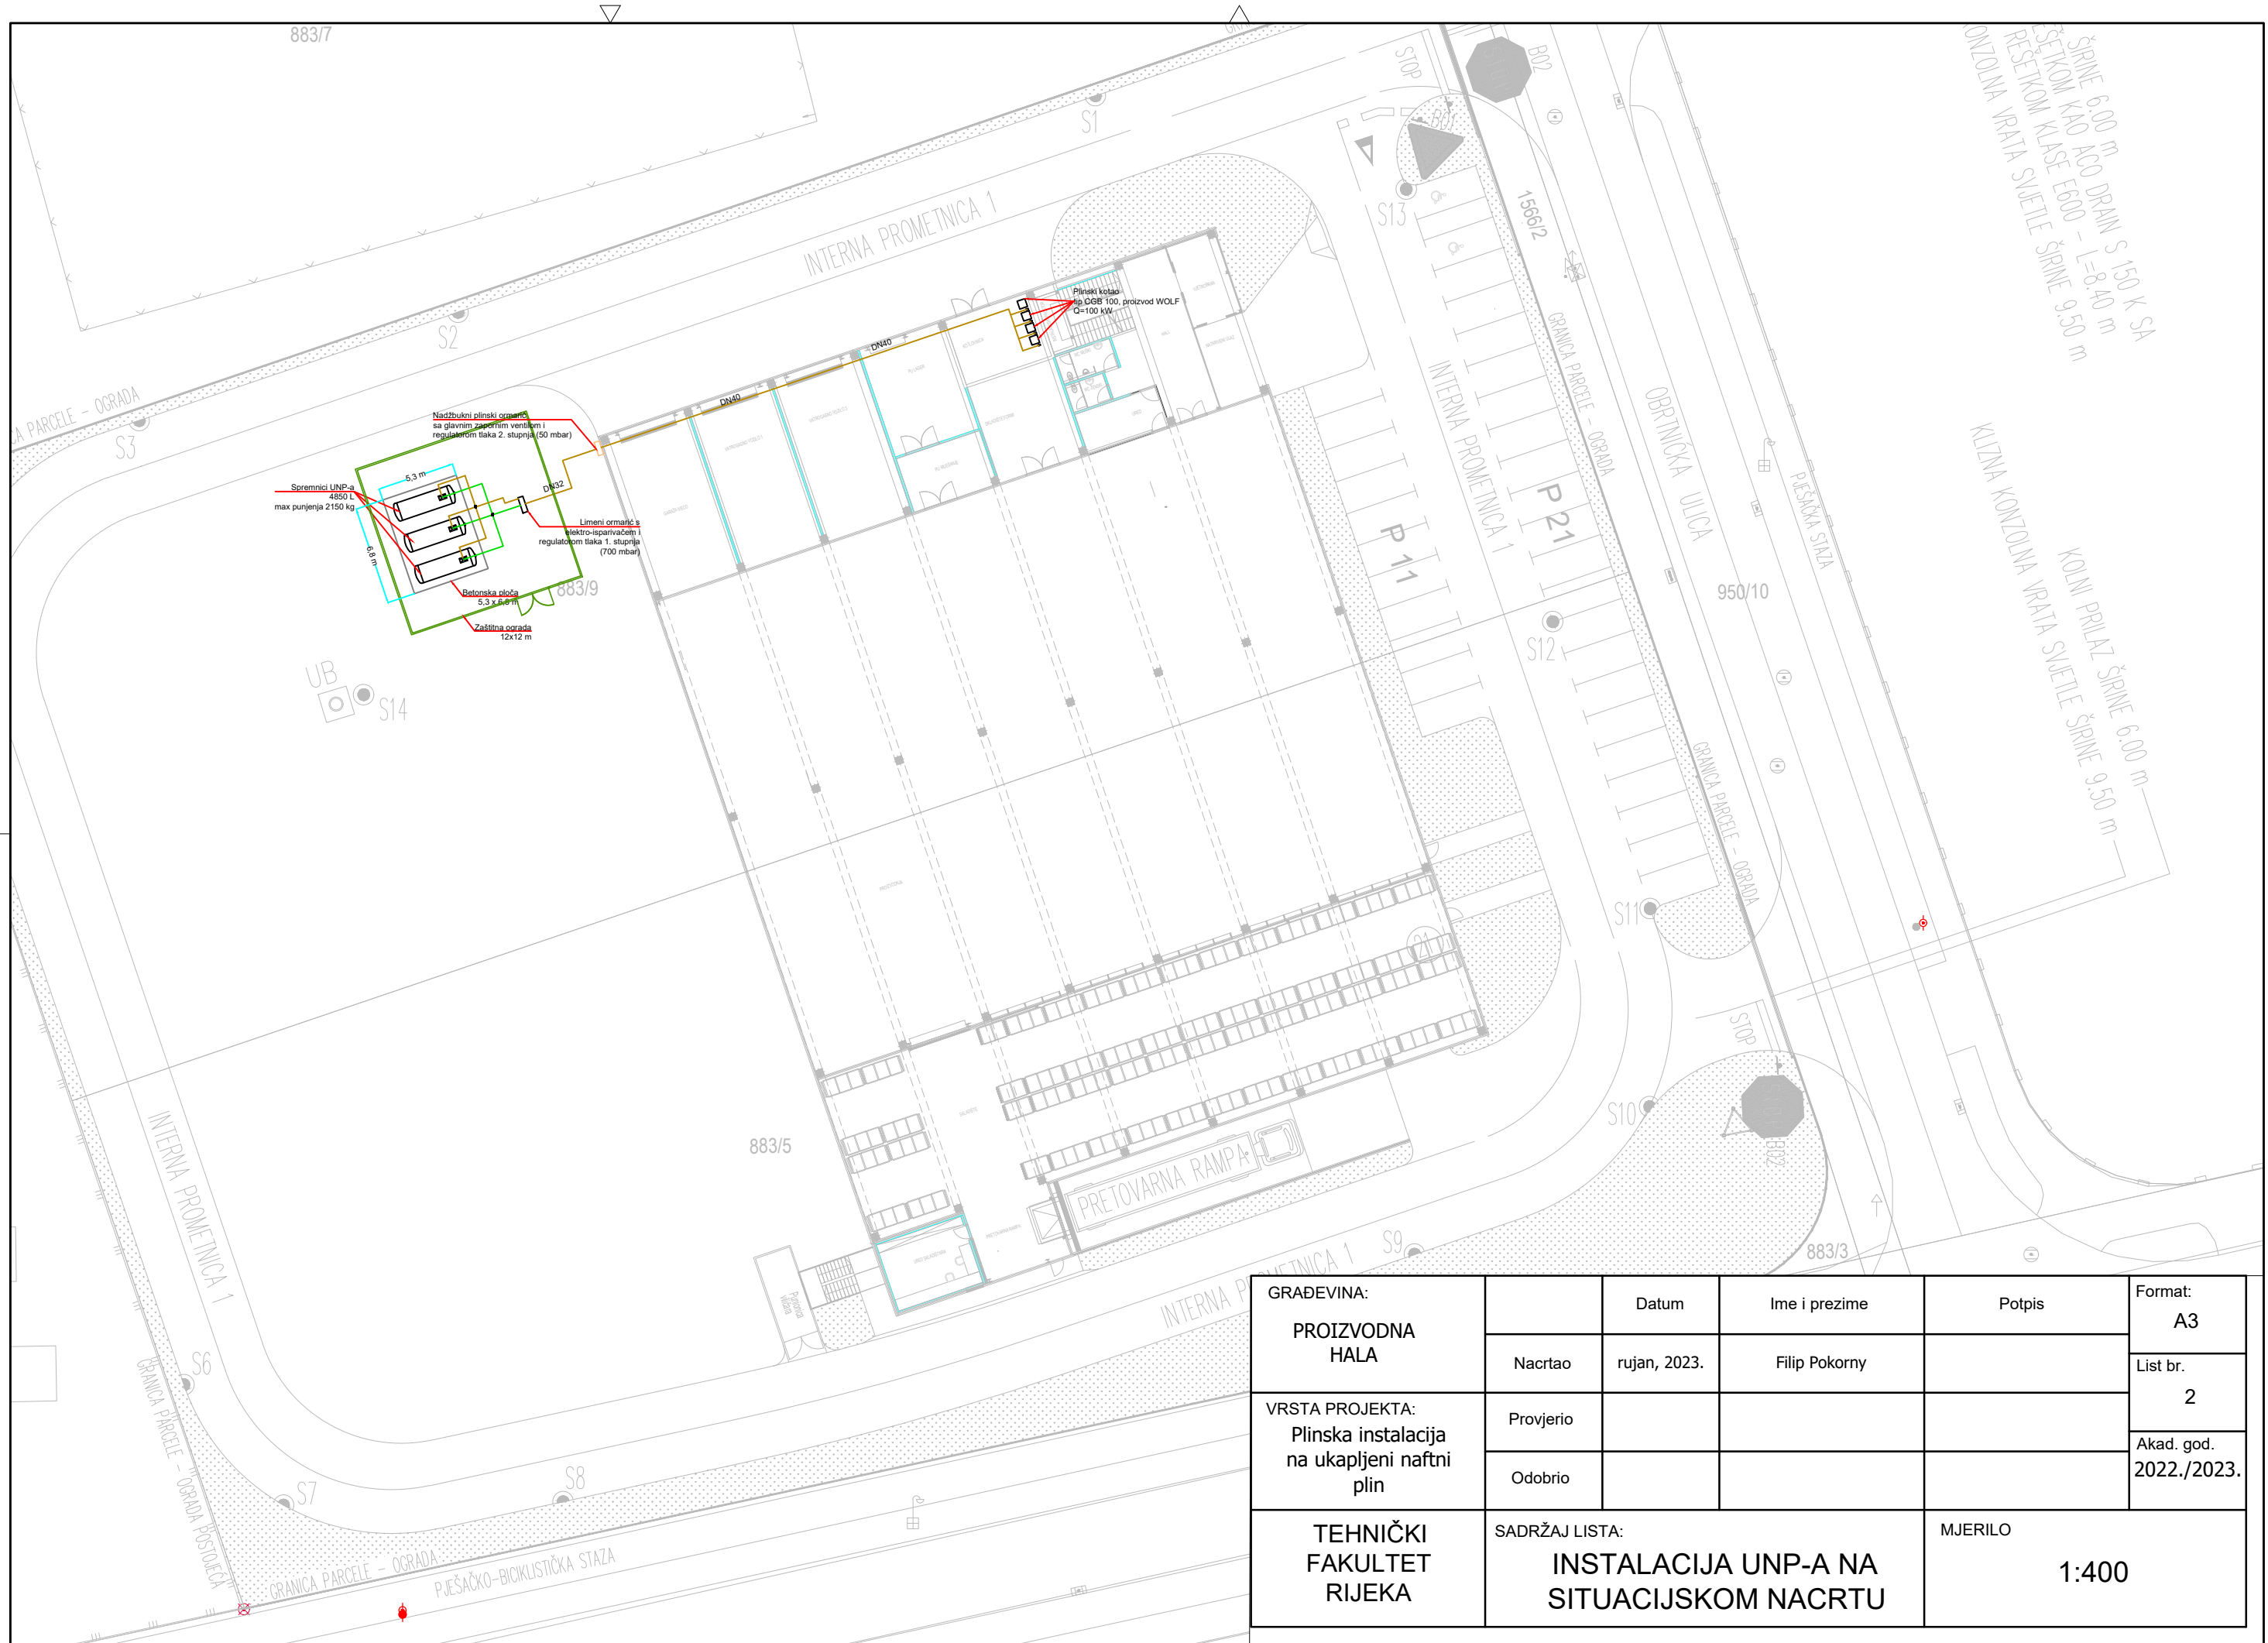 883/7
GRA
STOP
B02
ŠIRINE 6.00 m
REŠETKOM KLASE E600 - L=8.40 m
S1
B01
S13
1566/2
INTERNA PROMETNICA 1
S2
S3
CA PARCELE - OGRADA
Plinski kotao
tip CGB 100, proizvod WOLF
Q=100 kW
DN40
DN40
Nadžbukni plinski ormarić
sa glavnim zapornim ventilom i
regulatorom tlaka 2. stupnja (50 mbar)
5,3 m
DN32
Spremnici UNP-a
4850 L
max punjenja 2150 kg
Limeni ormarić s
elektro-isparivačem i
regulatorom tlaka 1. stupnja
(700 mbar)
6,8 m
Betonska ploča
5,3 x 6,8 m
883/9
Zaštitna ograda
12x12 m
UB
S14
GRANICA PARCELE - OGRADA
INTERNA PROMETNICA 1
P 11
P 21
OBRTNIČKA ULICA
PJEŠAČKA STAZA
950/10
KLIZNA KONZOLNA VRATA SVJETLE ŠIRINE 9.50 m
KOLNI PRILAZ ŠIRINE 6.00 m
S12
GRANICA PARCELE - OGRADA
S11
STOP
S10
B02
883/5
INTERNA PROMETNICA 1
PRETOVARNA RAMPA
S9
883/3
INTERNA PROMETNICA 1
S6
S7
S8
GRANICA PARCELE - OGRADA POSTOJEĆA
GRANICA PARCELE - OGRADA
PJEŠAČKO-BICIKLISTIČKA STAZA
GRAĐEVINA:
PROIZVODNA
HALA
Datum
Ime i prezime
Potpis
Format:
A3
Nacrtao
rujan, 2023.
Filip Pokorny
List br.
2
VRSTA PROJEKTA:
Plinska instalacija
na ukapljeni naftni
plin
Provjerio
Odobrio
Akad. god.
2022./2023.
TEHNIČKI
FAKULTET
RIJEKA
SADRŽAJ LISTA:
INSTALACIJA UNP-A NA
SITUACIJSKOM NACRTU
MJERILO
1:400